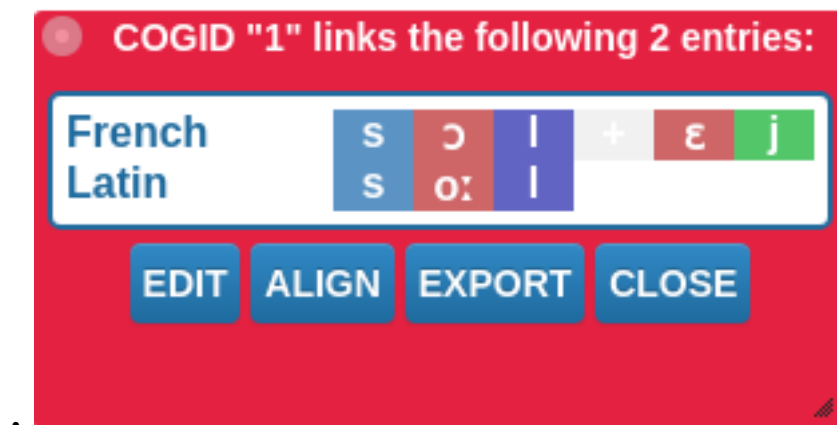 COGID "1" links the following 2 entries:
French s ɔ l + ɛ j
Latin s oː l
EDIT ALIGN EXPORT CLOSE